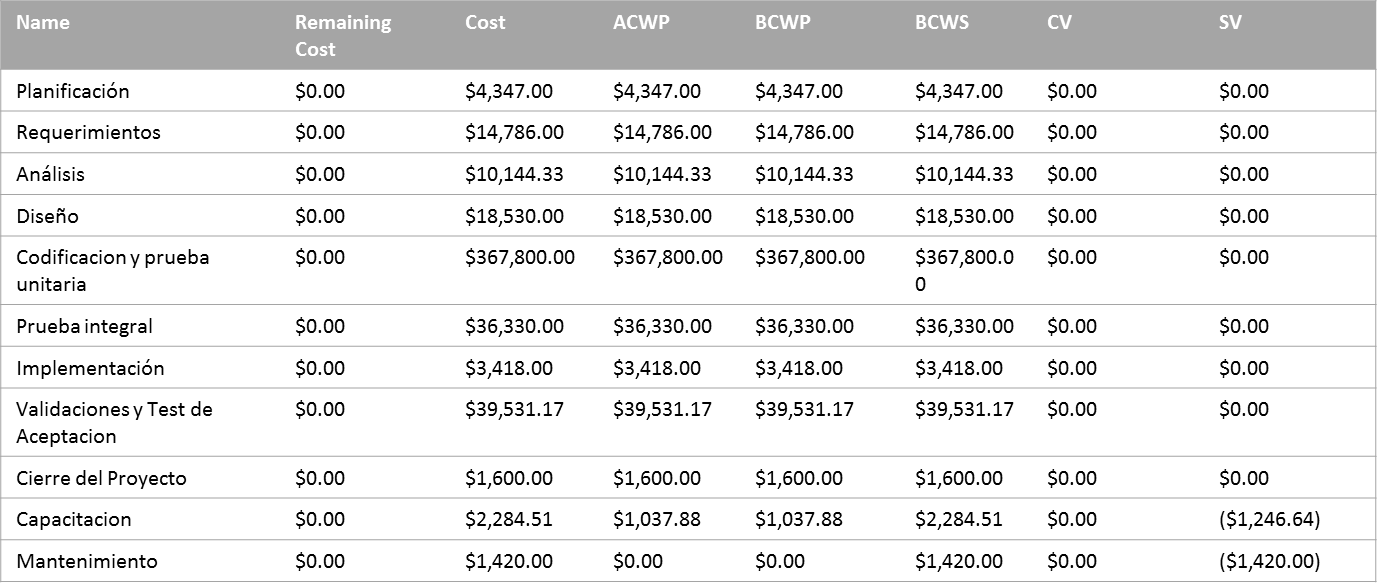 Name Remaining Cost ACWP BCWP BCWS CV SV
Cost
Planificación $0.00 $4,347.00 $4,347.00 $4,347.00 $4,347.00 $0.00 $0.00
Requerimientos $0.00 $14,786.00 $14,786.00 $14,786.00 $14,786.00 $0.00 $0.00
Análisis $0.00 $10,144.33 $10,144.33 $10,144.33 $10,144.33 $0.00 $0.00
Diseño $0.00 $18,530.00 $18,530.00 $18,530.00 $18,530.00 $0.00 $0.00
Codificacion y prueba $0.00 $367,800.00 $367,800.00 $367,800.00 $367,800.0 $0.00 $0.00
unitaria 0
Prueba integral $0.00 $36,330.00 $36,330.00 $36,330.00 $36,330.00 $0.00 $0.00
Implementación $0.00 $3,418.00 $3,418.00 $3,418.00 $3,418.00 $0.00 $0.00
Validaciones y Test de $0.00 $39,531.17 $39,531.17 $39,531.17 $39,531.17 $0.00 $0.00
Aceptacion
Cierre del Proyecto $0.00 $1,600.00 $1,600.00 $1,600.00 $1,600.00 $0.00 $0.00
Capacitacion $0.00 $2,284.51 $1,037.88 $1,037.88 $2,284.51 $0.00 ($1,246.64)
Mantenimiento $0.00 $1,420.00 $0.00 $0.00 $1,420.00 $0.00 ($1,420.00)